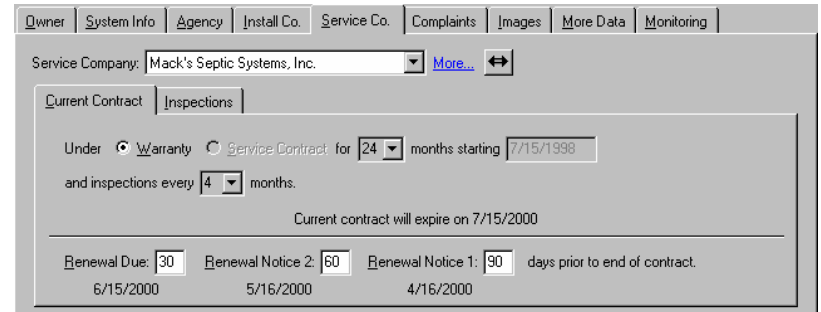 Owner System Info Agency Install Co. Service Co. Complaints Images More Data Monitoring
Service Company: Mack's Septic Systems, Inc. More...
Current Contract Inspections
Under Warranty Service Contract for 24 months starting 7/15/1998
and inspections every 4 months.
Current contract will expire on 7/15/2000
Renewal Due: 30 Renewal Notice 2: 60 Renewal Notice 1: 90 days prior to end of contract.
6/15/2000 5/16/2000 4/16/2000